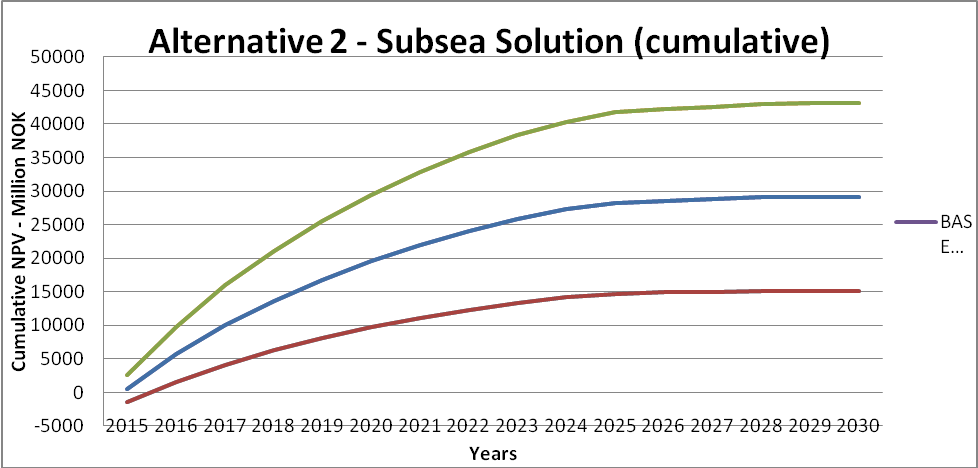 Alternative 2 - Subsea Solution (cumulative)
Cumulative NPV - Million NOK
50000
45000
40000
35000
30000
25000
20000
15000
10000
5000
0
-5000
2015 2016 2017 2018 2019 2020 2021 2022 2023 2024 2025 2026 2027 2028 2029 2030
Years
BAS
E...